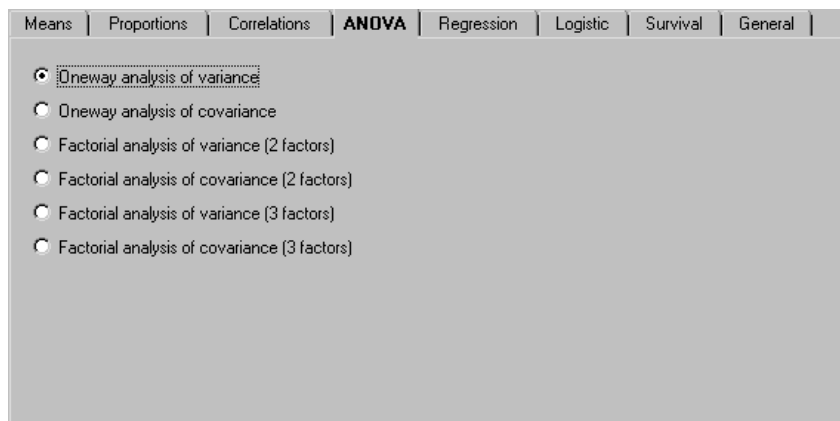 Means Proportions Correlations ANOVA Regression Logistic Survival General
Oneway analysis of variance
Oneway analysis of covariance
Factorial analysis of variance (2 factors)
Factorial analysis of covariance (2 factors)
Factorial analysis of variance (3 factors)
Factorial analysis of covariance (3 factors)